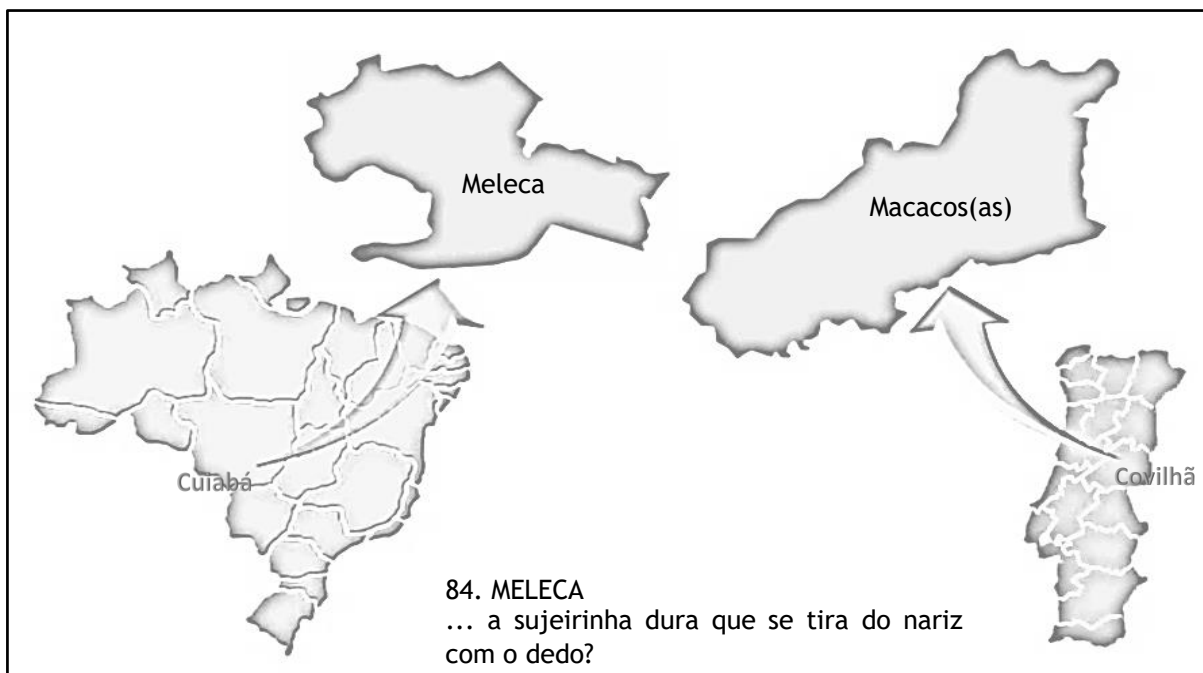 Meleca
Macacos(as)
Cuiabá
Covilhã
84. MELECA
... a sujeirinha dura que se tira do nariz
com o dedo?